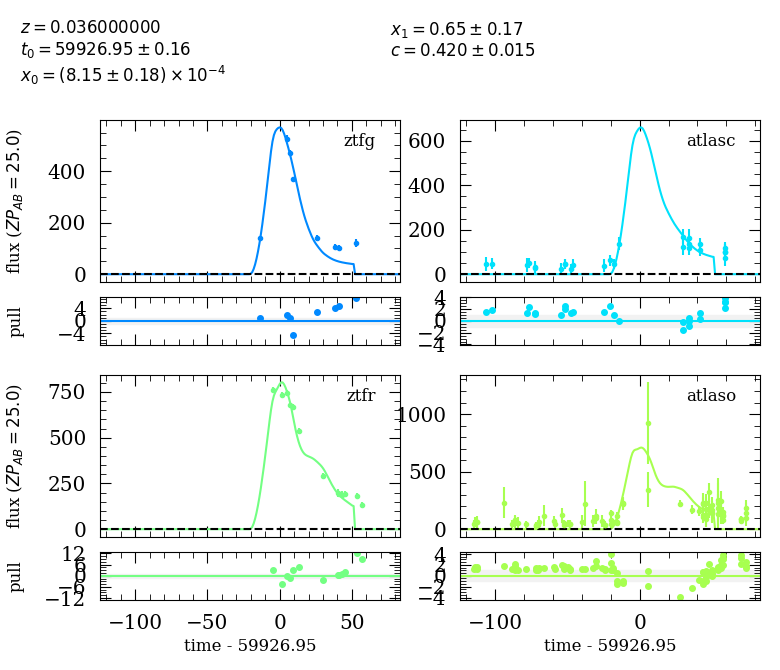 z = 0.036000000
t₀ = 59926.95 ± 0.16
x₀ = (8.15 ± 0.18) × 10⁻⁴
x₁ = 0.65 ± 0.17
c = 0.420 ± 0.015
flux (ZP_AB = 25.0)
400
200
0
ztfg
600
400
200
0
atlasc
pull
4
0
−4
4
2
0
−2
−4
flux (ZP_AB = 25.0)
750
500
250
0
ztfr
1000
500
0
atlaso
pull
12
6
0
−6
−12
4
2
0
−2
−4
−100 −50 0 50
−100 0
time - 59926.95
time - 59926.95